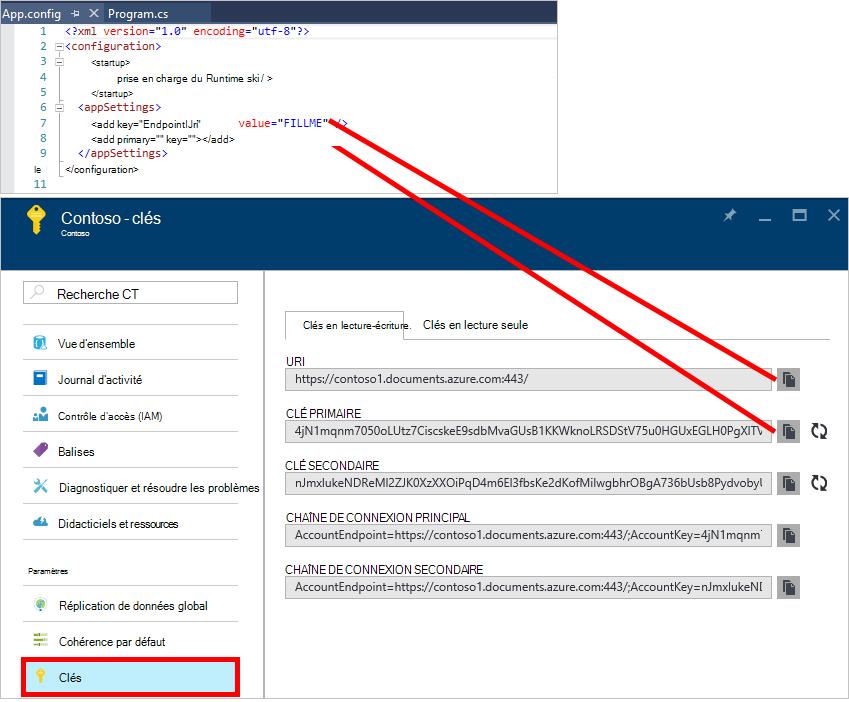 App.config Program.cs
1 <?xml version="1.0" encoding="utf-8"?>
2 <configuration>
3 <startup>
4 prise en charge du Runtime ski / >
5 </startup>
6 <appSettings>
7 <add key="EndpointlJri" value="FILLME" />
8 <add primary="" key=""></add>
9 </appSettings>
le </configuration>
11
Contoso - clés
Contoso
Recherche CT
Vue d'ensemble
Journal d'activité
Contrôle d'accès (IAM)
Balises
Diagnostiquer et résoudre les problèmes
Didacticiels et ressources
Paramètres
Réplication de données global
Cohérence par défaut
Clés
Clés en lecture-écriture. Clés en lecture seule
URI
https://contoso1.documents.azure.com:443/
CLÉ PRIMAIRE
4jN1mqnm7050oLUtz7CiscskeE9sdbMvaGUsB1KKWknoLRSDStV75u0HGUxEGLH0PgXlTV
CLÉ SECONDAIRE
nJmxlukeNDReMl2ZJK0XzXXOiPqD4m6El3fbsKe2dKofMilwgbhrOBgA736bUsb8Pydvoby
CHAÎNE DE CONNEXION PRINCIPAL
AccountEndpoint=https://contoso1.documents.azure.com:443/;AccountKey=4jN1mqnm
CHAÎNE DE CONNEXION SECONDAIRE
AccountEndpoint=https://contoso1.documents.azure.com:443/;AccountKey=nJmxlukeN